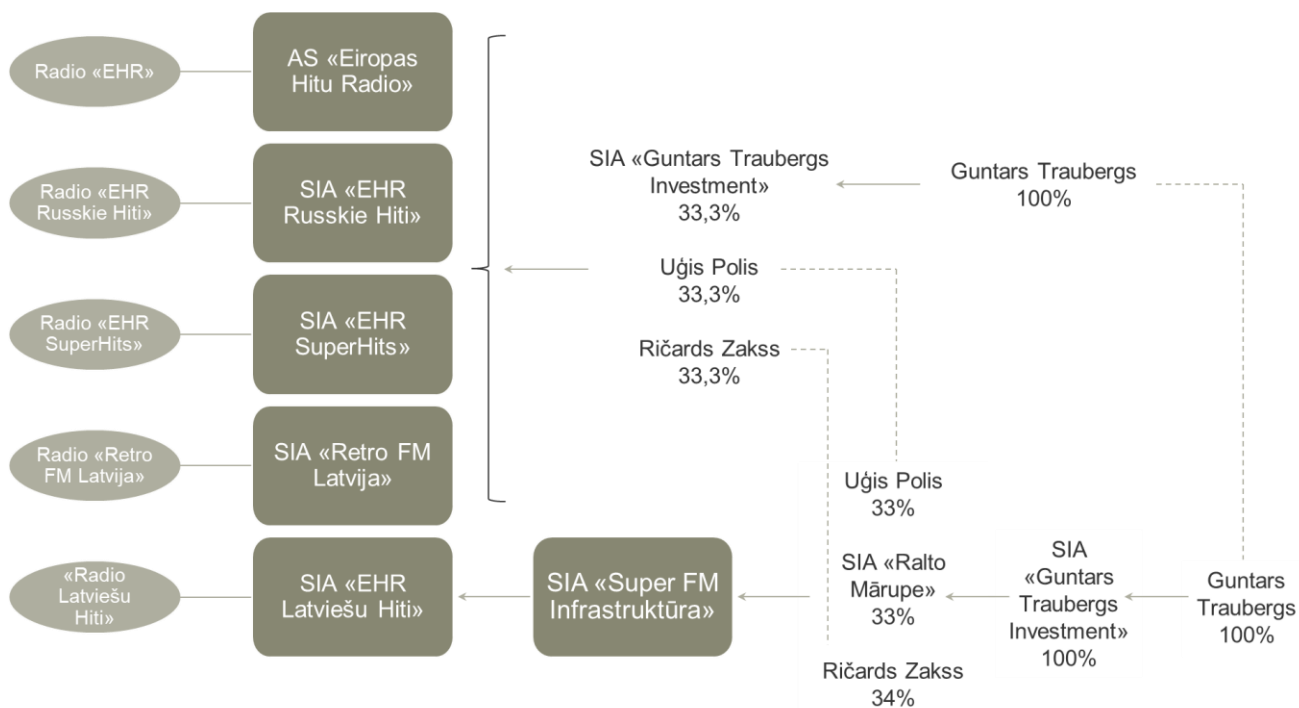 Radio «EHR»
AS «Eiropas
Hitu Radio»
Radio «EHR
Russkie Hiti»
SIA «EHR
Russkie Hiti»
Radio «EHR
SuperHits»
SIA «EHR
SuperHits»
Radio «Retro
FM Latvija»
SIA «Retro FM
Latvija»
«Radio
Latviešu
Hiti»
SIA «EHR
Latviešu Hiti»
SIA «Super FM
Infrastruktūra»
SIA «Guntars Traubergs
Investment»
33,3%
Guntars Traubergs
100%
Uģis Polis
33,3%
Ričards Zakss
33,3%
Uģis Polis
33%
SIA «Ralto
Mārupe»
33%
Ričards Zakss
34%
SIA
«Guntars
Traubergs
Investment»
100%
Guntars
Traubergs
100%